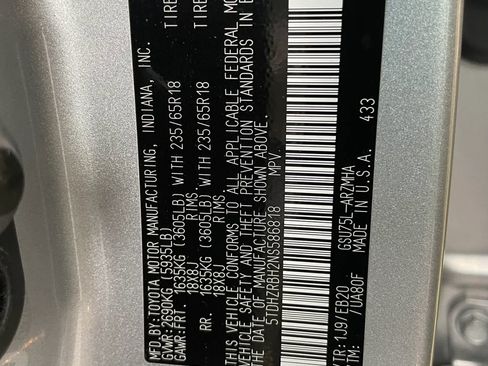 MFD.BY:TOYOTA MOTOR MANUFACTURING, INDIANA, INC.
GVWR:2690KG (5935LB)
GAWR:FRT 1635KG (3605LB) WITH 235/65R18 TIRE
18X8J RIMS
RR. 1635KG (3605LB) WITH 235/65R18 TIRE
18X8J RIMS
THIS VEHICLE CONFORMS TO ALL APPLICABLE FEDERAL MO
VEHICLE SAFETY AND THEFT PREVENTION STANDARDS IN E
ON THE DATE OF MANUFACTURE SHOWN ABOVE.
5TDHZRBH2NS586818 MPV.
C/TR:1J9/EB20 GSU75L-ARZMHA
/TM: /UA80F MADE IN U.S.A. 433